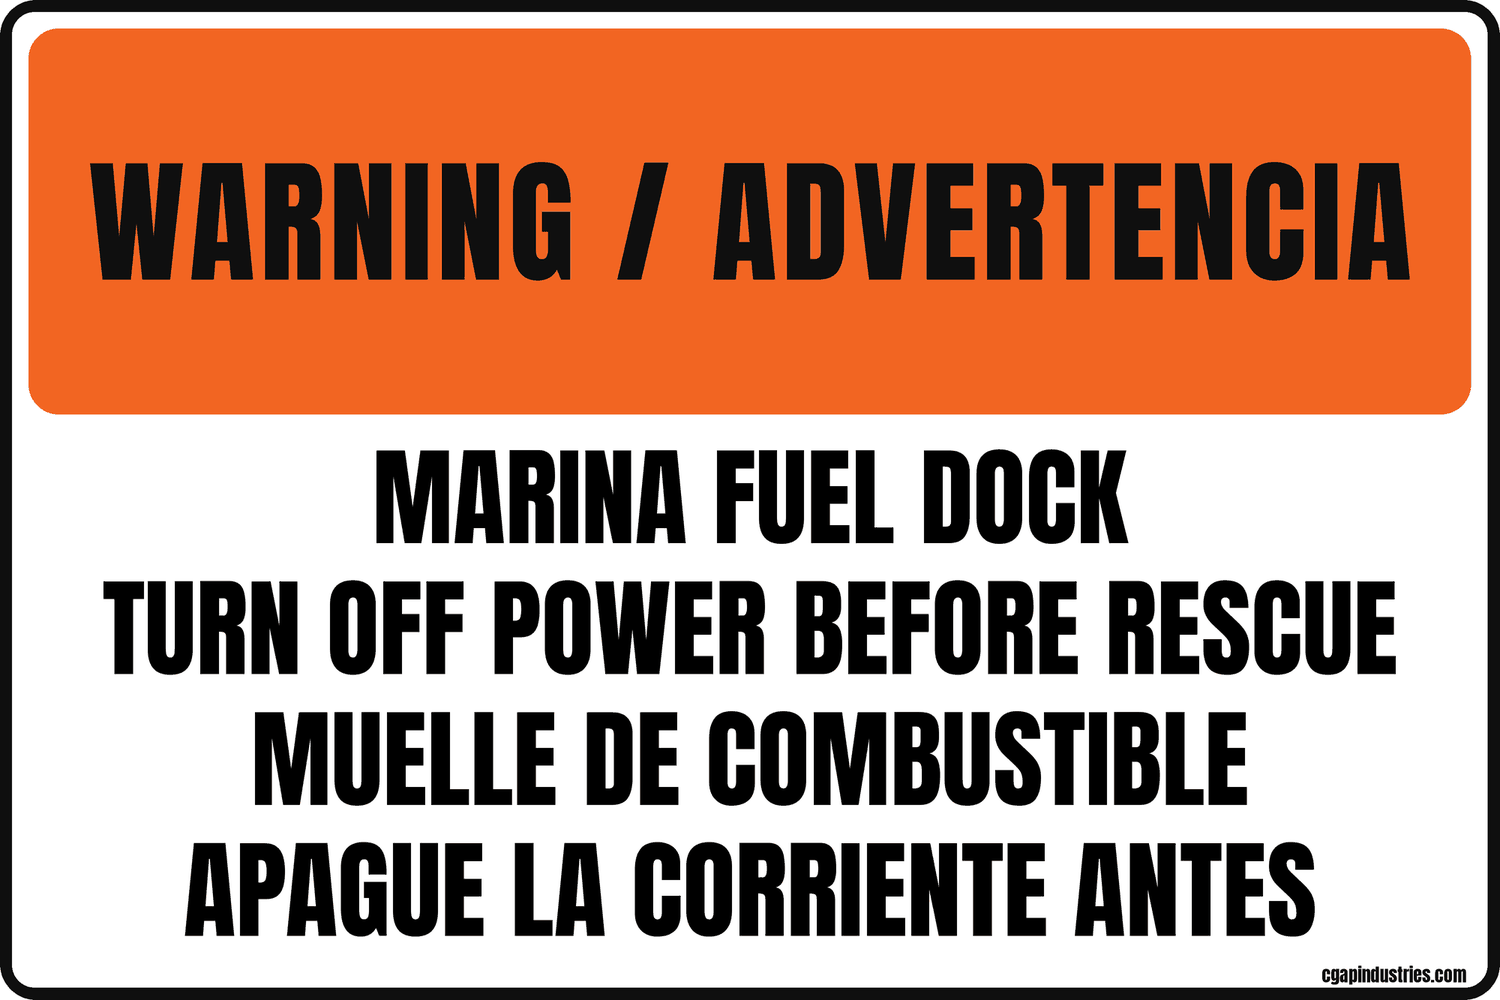 WARNING / ADVERTENCIA
MARINA FUEL DOCK
TURN OFF POWER BEFORE RESCUE
MUELLE DE COMBUSTIBLE
APAGUE LA CORRIENTE ANTES
cgapindustries.com